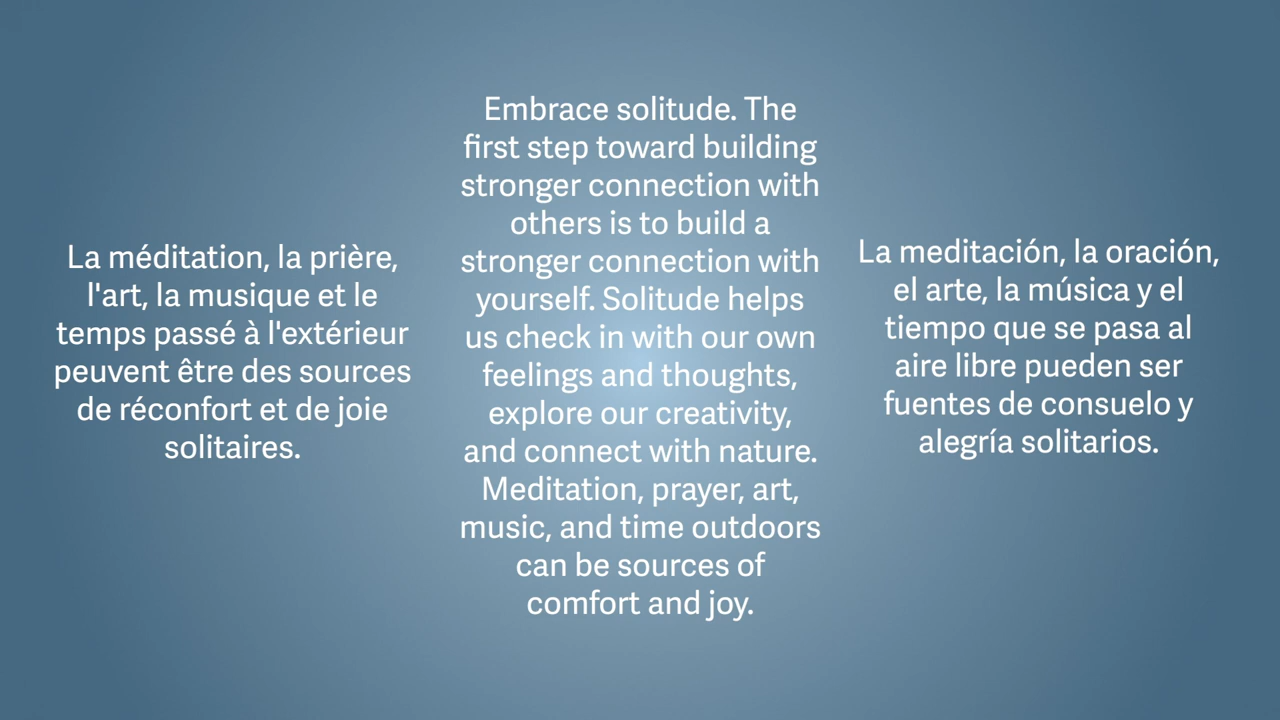 La méditation, la prière,
l'art, la musique et le
temps passé à l'extérieur
peuvent être des sources
de réconfort et de joie
solitaires.
Embrace solitude. The
first step toward building
stronger connection with
others is to build a
stronger connection with
yourself. Solitude helps
us check in with our own
feelings and thoughts,
explore our creativity,
and connect with nature.
Meditation, prayer, art,
music, and time outdoors
can be sources of
comfort and joy.
La meditación, la oración,
el arte, la música y el
tiempo que se pasa al
aire libre pueden ser
fuentes de consuelo y
alegría solitarios.